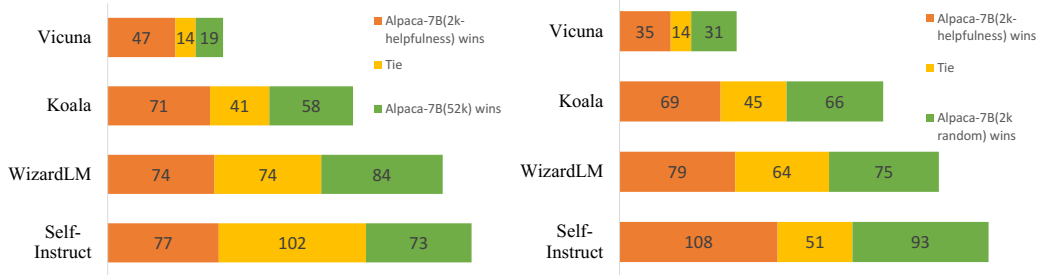 Vicuna
47 14 19
Koala
71 41 58
WizardLM
74 74 84
Self-
Instruct
77 102 73
Alpaca-7B(2k-
helpfulness) wins
Tie
Alpaca-7B(52k) wins
Vicuna
35 14 31
Koala
69 45 66
WizardLM
79 64 75
Self-
Instruct
108 51 93
Alpaca-7B(2k-
helpfulness) wins
Tie
Alpaca-7B(2k
random) wins